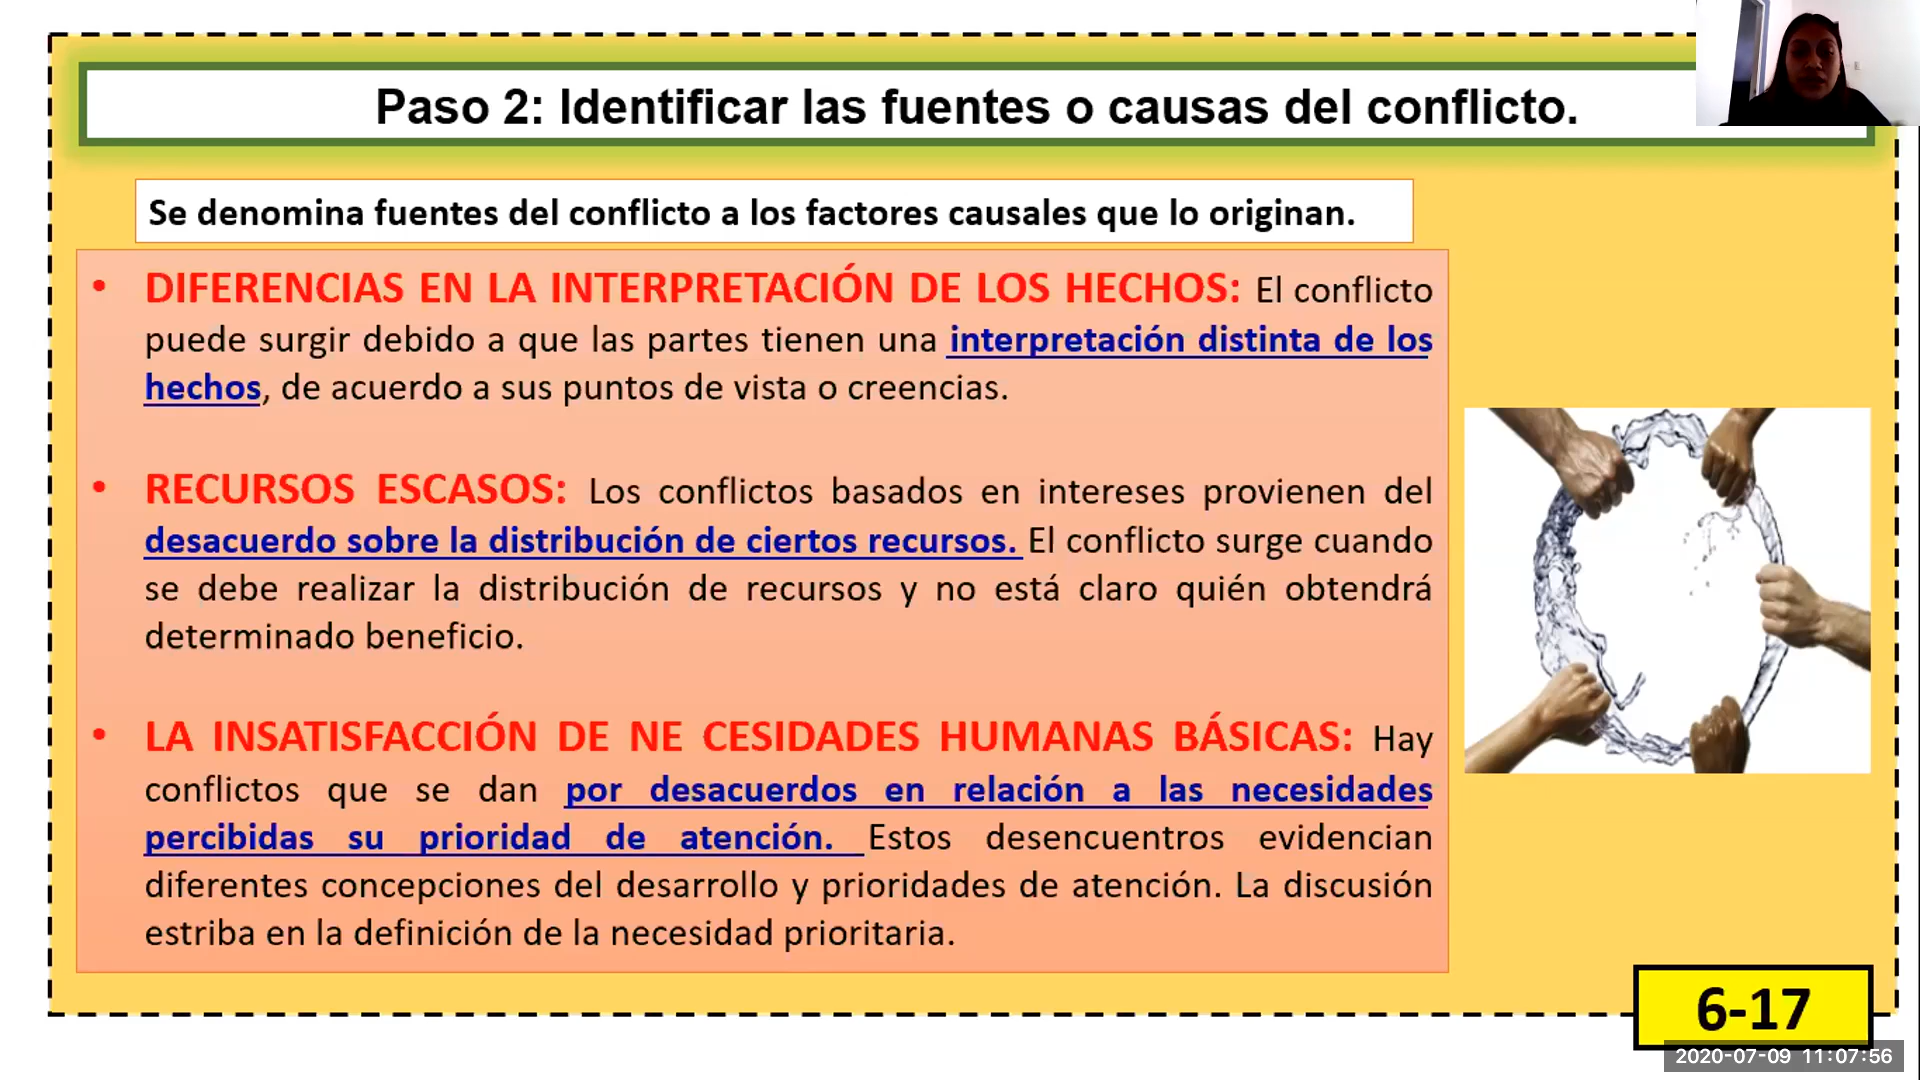 Paso 2: Identificar las fuentes o causas del conflicto.
Se denomina fuentes del conflicto a los factores causales que lo originan.
• DIFERENCIAS EN LA INTERPRETACIÓN DE LOS HECHOS: El conflicto
puede surgir debido a que las partes tienen una interpretación distinta de los
hechos, de acuerdo a sus puntos de vista o creencias.
• RECURSOS ESCASOS: Los conflictos basados en intereses provienen del
desacuerdo sobre la distribución de ciertos recursos. El conflicto surge cuando
se debe realizar la distribución de recursos y no está claro quién obtendrá
determinado beneficio.
• LA INSATISFACCIÓN DE NE CESIDADES HUMANAS BÁSICAS: Hay
conflictos que se dan por desacuerdos en relación a las necesidades
percibidas su prioridad de atención. Estos desencuentros evidencian
diferentes concepciones del desarrollo y prioridades de atención. La discusión
estriba en la definición de la necesidad prioritaria.
6-17
2020-07-09 11:07:56